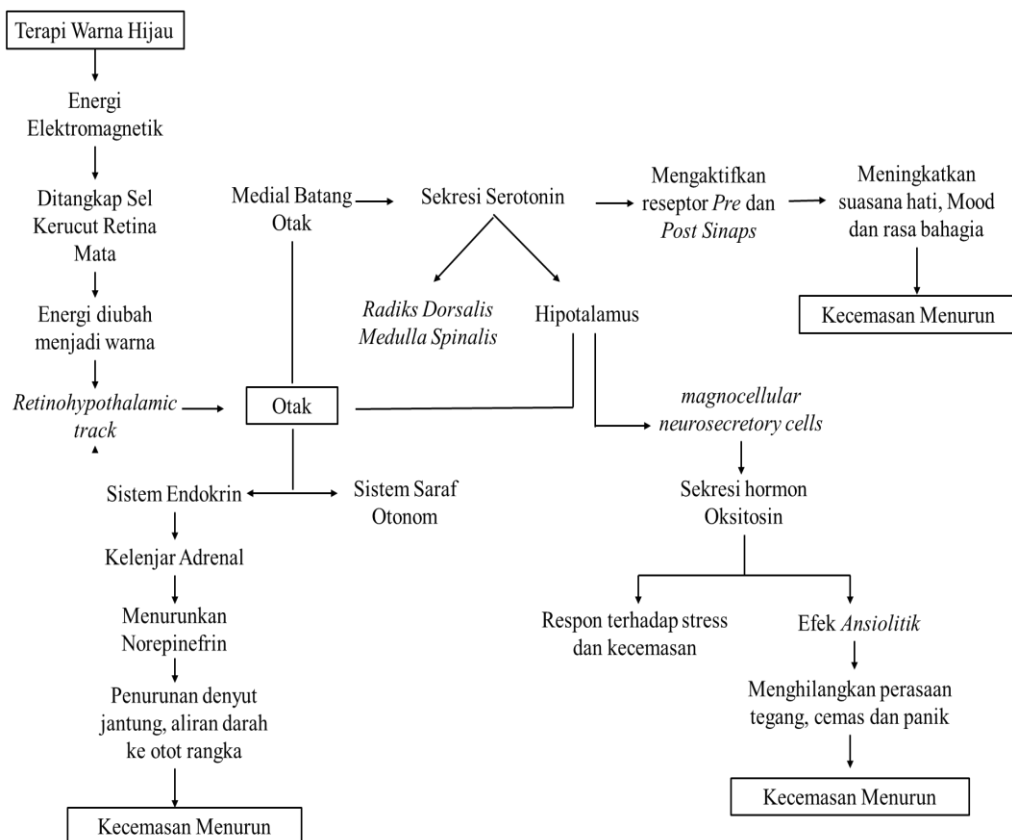 Terapi Warna Hijau
Energi
Elektromagnetik
Ditangkap Sel
Kerucut Retina
Mata
Energi diubah
menjadi warna
Retinohypothalamic
track
Otak
Medial Batang
Otak
Sekresi Serotonin
Mengaktifkan
reseptor Pre dan
Post Sinaps
Meningkatkan
suasana hati, Mood
dan rasa bahagia
Kecemasan Menurun
Radiks Dorsalis
Medulla Spinalis
Hipotalamus
magnocellular
neurosecretory cells
Sekresi hormon
Oksitosin
Respon terhadap stress
dan kecemasan
Efek Ansiolitik
Menghilangkan perasaan
tegang, cemas dan panik
Kecemasan Menurun
Sistem Endokrin
Sistem Saraf
Otonom
Kelenjar Adrenal
Menurunkan
Norepinefrin
Penurunan denyut
jantung, aliran darah
ke otot rangka
Kecemasan Menurun